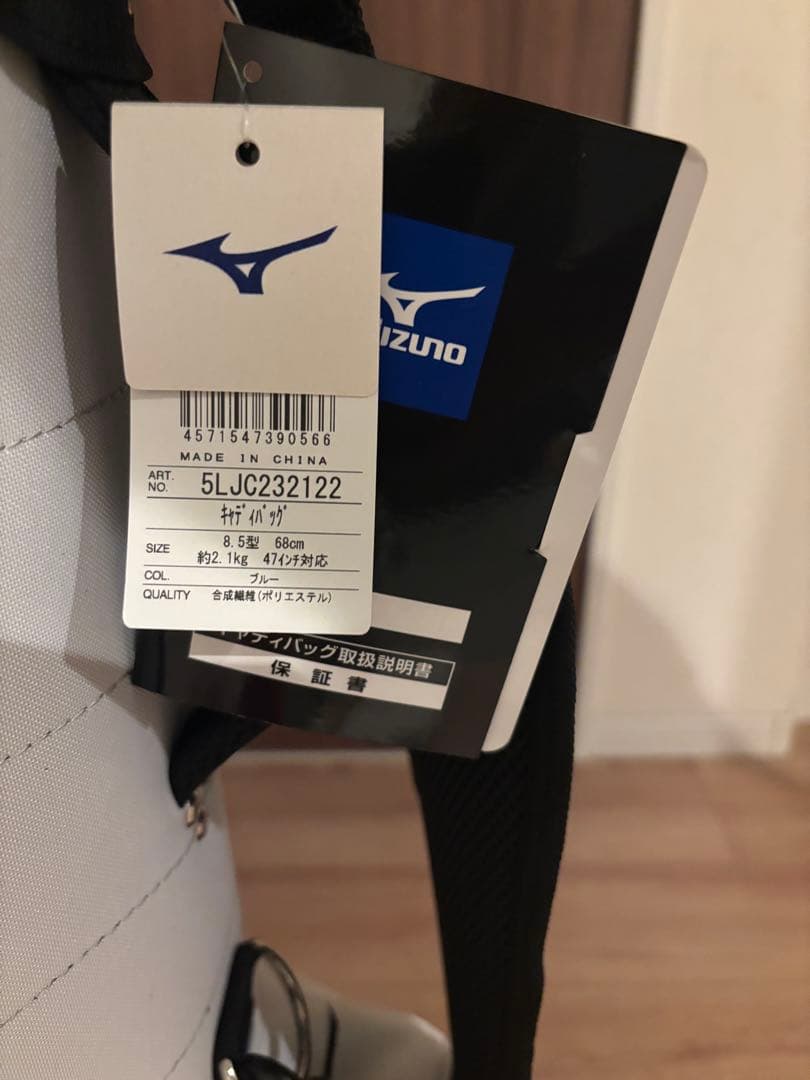 4571547390566
MADE IN CHINA
ART. NO. 5LJC232122
ｷｬﾃﾞｨﾊﾞｯｸﾞ
SIZE 8.5型 68cm
約2.1kg 47ｲﾝﾁ対応
COL. ブルー
QUALITY 合成繊維(ポリエステル)
MIZUNO
キャディバッグ取扱説明書
保証書